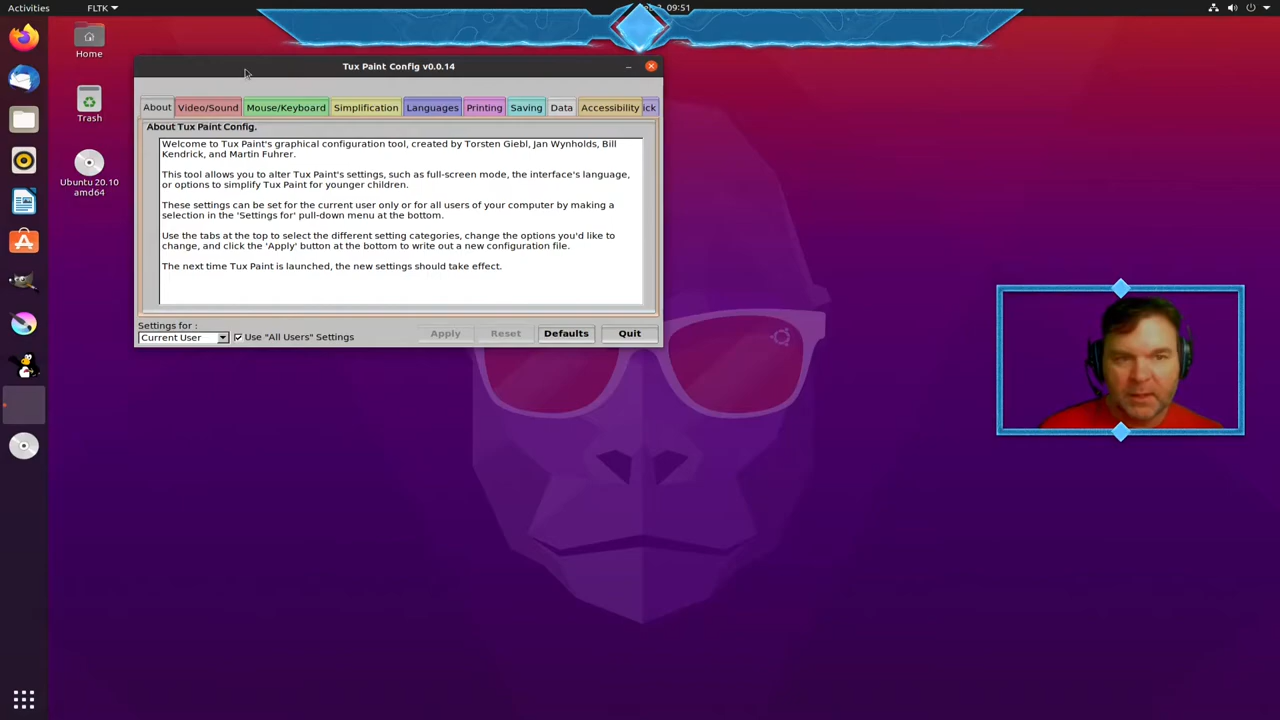 Activities
FLTK
09:51
Home
Trash
Ubuntu 20.10
amd64
Tux Paint Config v0.0.14
About
Video/Sound
Mouse/Keyboard
Simplification
Languages
Printing
Saving
Data
Accessibility
ick
About Tux Paint Config.
Welcome to Tux Paint's graphical configuration tool, created by Torsten Giebl, Jan Wynholds, Bill
Kendrick, and Martin Fuhrer.
This tool allows you to alter Tux Paint's settings, such as full-screen mode, the interface's language,
or options to simplify Tux Paint for younger children.
These settings can be set for the current user only or for all users of your computer by making a
selection in the 'Settings for' pull-down menu at the bottom.
Use the tabs at the top to select the different setting categories, change the options you'd like to
change, and click the 'Apply' button at the bottom to write out a new configuration file.
The next time Tux Paint is launched, the new settings should take effect.
Settings for :
Current User
Use "All Users" Settings
Apply
Reset
Defaults
Quit